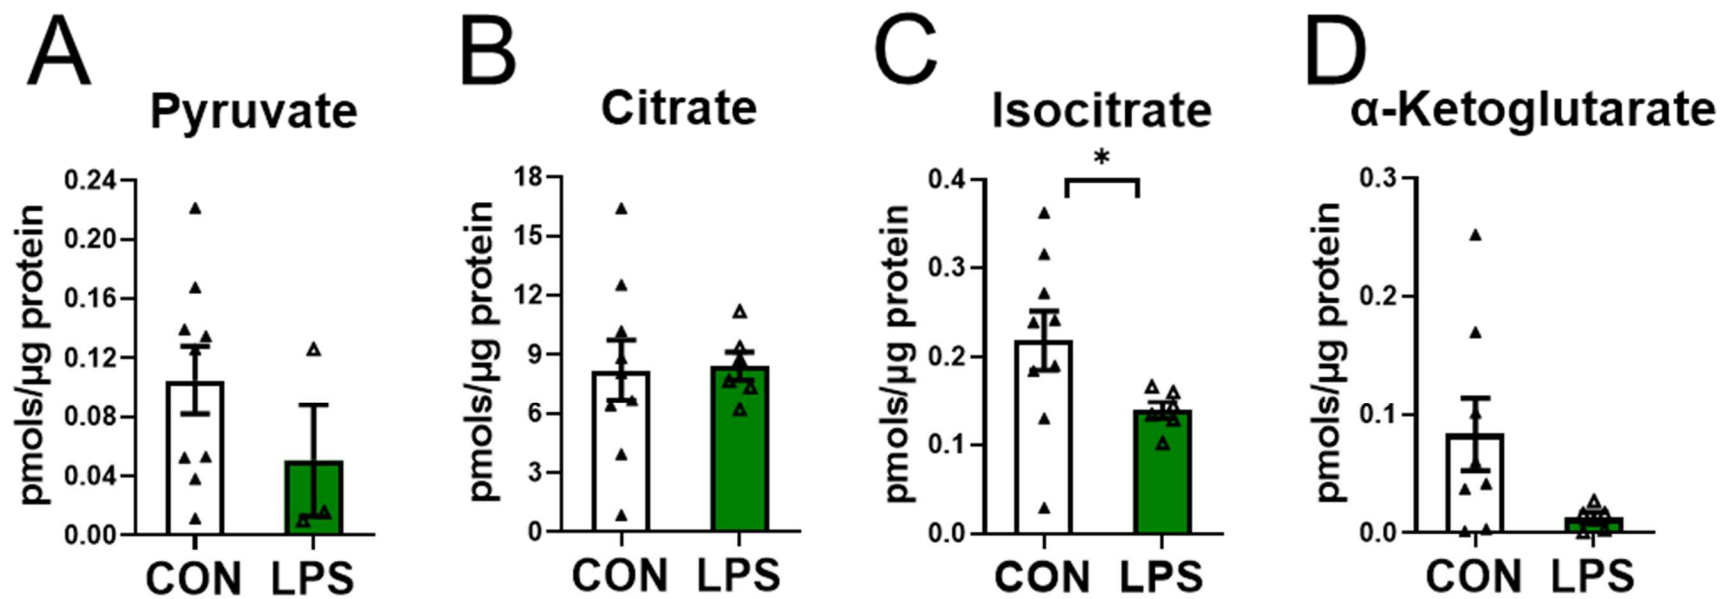 A
Pyruvate
pmols/µg protein
0.24
0.20
0.16
0.12
0.08
0.04
0.00
CON LPS
B
Citrate
pmols/µg protein
18
15
12
9
6
3
0
CON LPS
C
Isocitrate
*
pmols/µg protein
0.4
0.3
0.2
0.1
0.0
CON LPS
D
α-Ketoglutarate
pmols/µg protein
0.3
0.2
0.1
0.0
CON LPS